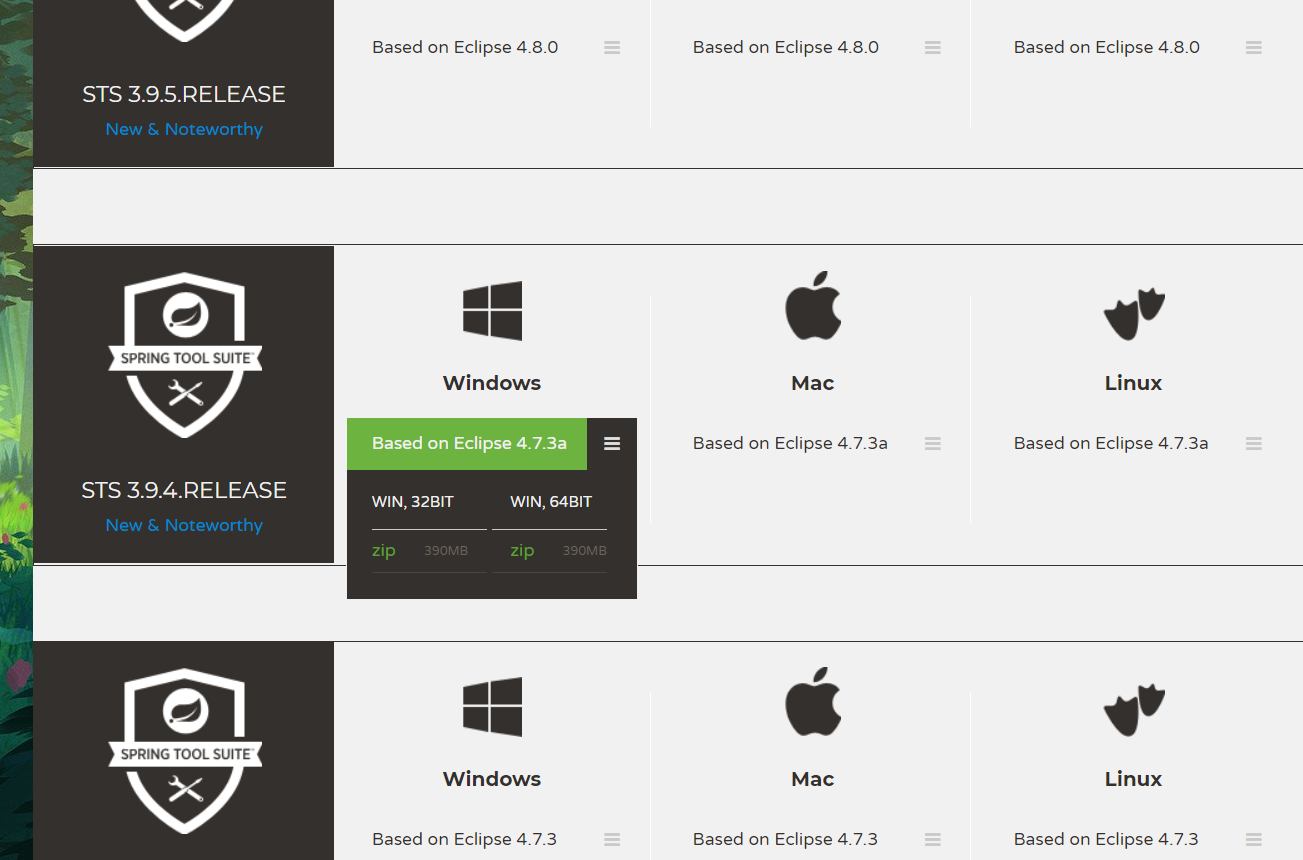 Based on Eclipse 4.8.0
Based on Eclipse 4.8.0
Based on Eclipse 4.8.0
STS 3.9.5.RELEASE
New & Noteworthy
SPRING TOOL SUITE™
STS 3.9.4.RELEASE
New & Noteworthy
Windows
Based on Eclipse 4.7.3a
WIN, 32BIT
WIN, 64BIT
zip 390MB
zip 390MB
Mac
Based on Eclipse 4.7.3a
Linux
Based on Eclipse 4.7.3a
SPRING TOOL SUITE™
Windows
Based on Eclipse 4.7.3
Mac
Based on Eclipse 4.7.3
Linux
Based on Eclipse 4.7.3